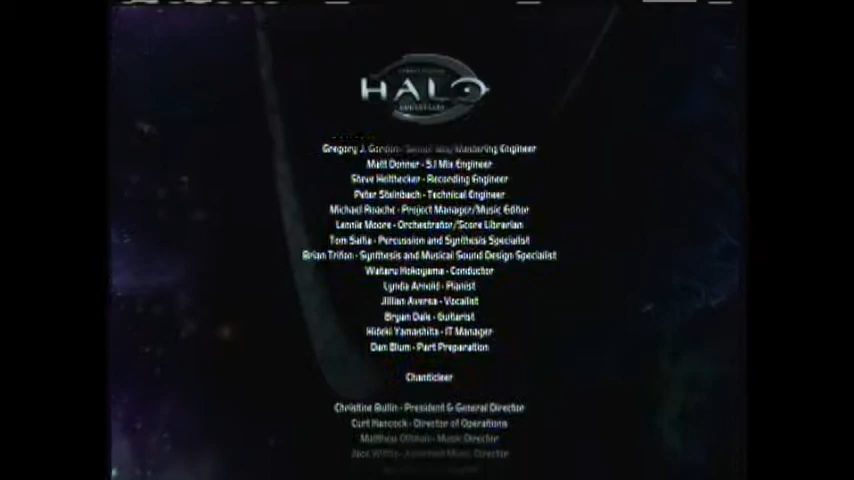 HALO
ANNIVERSARY
Gregory J. Gordon - Mastering Engineer
Matt Donner - 5.1 Mix Engineer
Steve Heithecker - Recording Engineer
Peter Steinbach - Technical Engineer
Michael Roache - Project Manager/Music Editor
Lennie Moore - Orchestrator/Score Librarian
Tom Salta - Percussion and Synthesis Specialist
Brian Trifon - Synthesis and Musical Sound Design Specialist
Wataru Hokoyama - Conductor
Lynda Arnold - Pianist
Jillian Aversa - Vocalist
Bryan Dale - Guitarist
Hideki Yamashita - IT Manager
Dan Blum - Part Preparation
Chanticleer
Christine Bullin - President & General Director
Curt Hancock - Director of Operations
Matthew Oltman - Music Director
Music Director